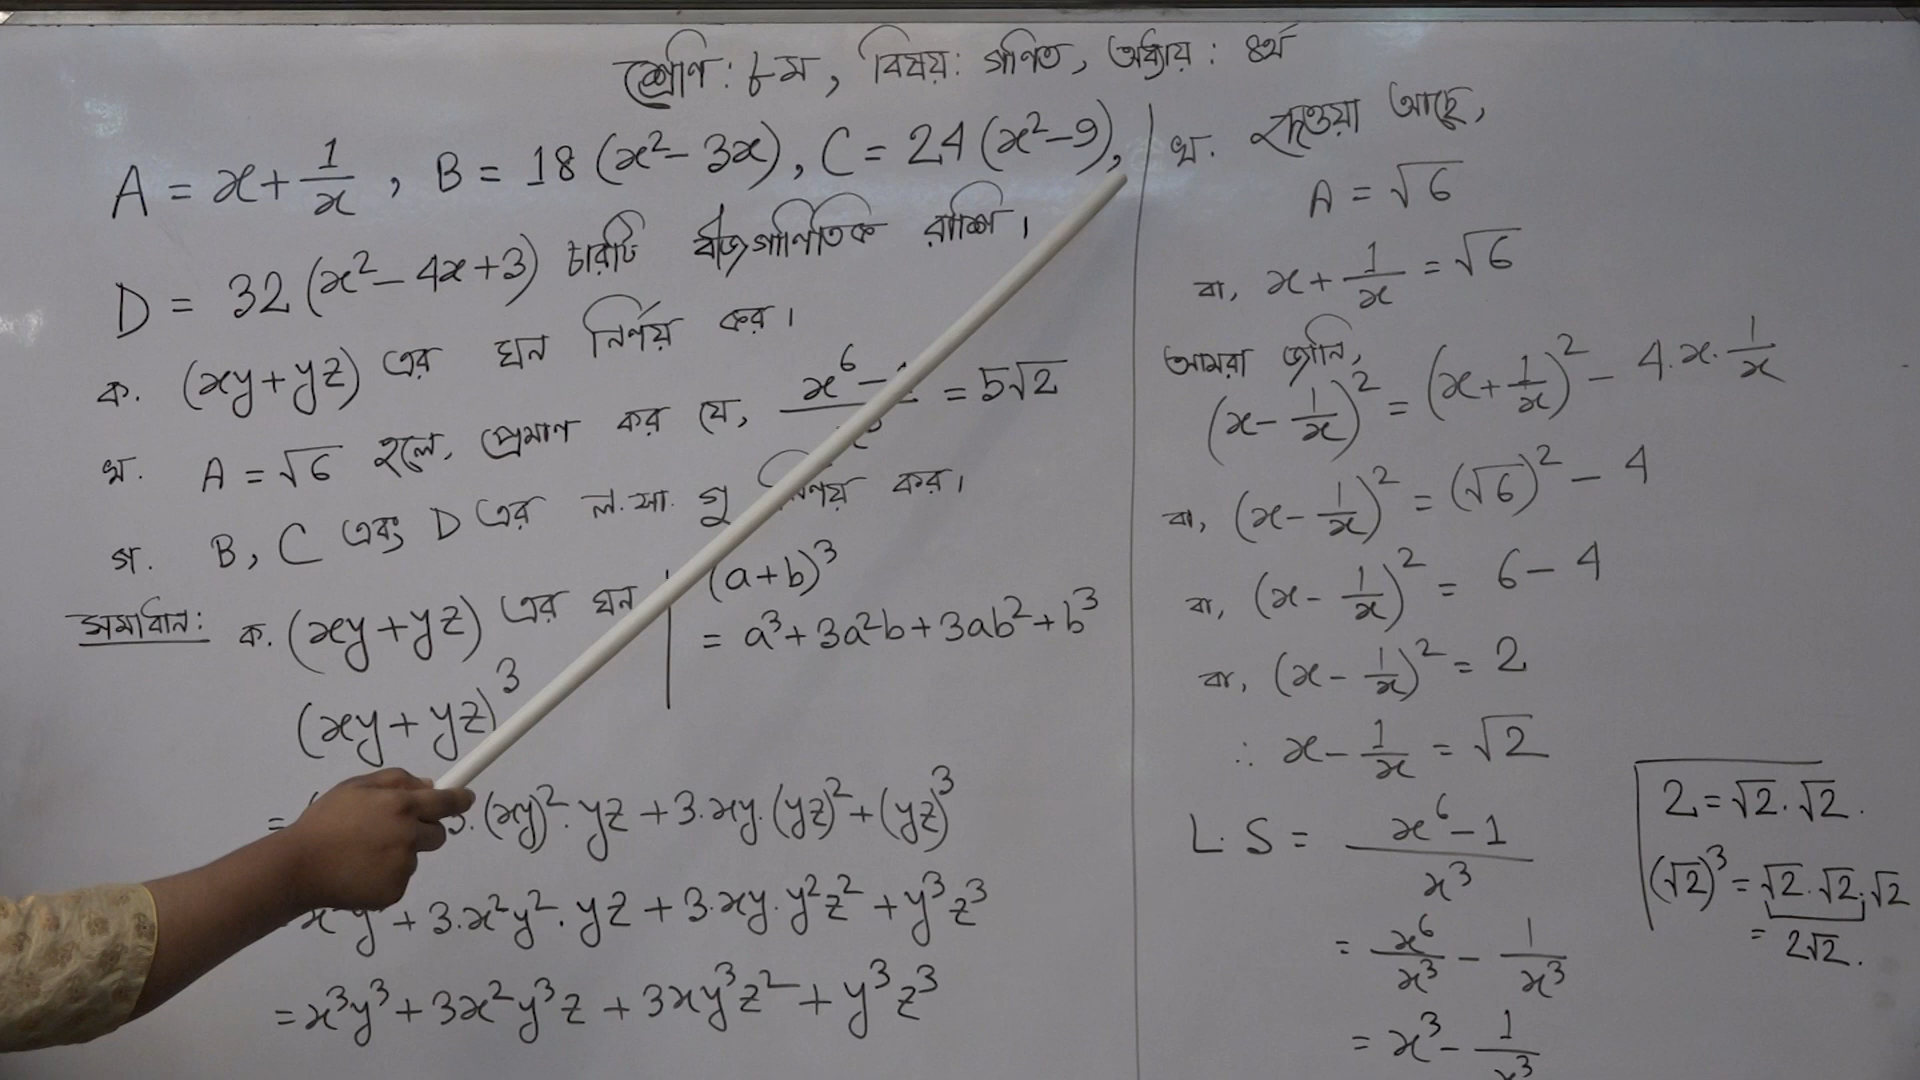 শ্রেণি: ৮ম, বিষয়: গণিত, অধ্যায়: ৪র্থ
A = x + 1/x, B = 18 (x² - 3x), C = 24 (x² - 9),
D = 32 (x² - 4x + 3) চারটি বীজগাণিতিক রাশি।
ক. (xy + yz) এর ঘন নির্ণয় কর।
খ. A = √6 হলে, প্রমাণ কর যে, x⁶ - = 5√2
গ. B, C এবং D এর ল.সা.গু কর।
সমাধান: ক. (xy + yz) এর ঘন
(xy + yz)³
= 3.(xy)². yz + 3.xy.(yz)² + (yz)³
+ 3.x²y². yz + 3.xy.y²z² + y³z³
= x³y³ + 3x²y³z + 3xy³z² + y³z³
(a+b)³
= a³ + 3a²b + 3ab² + b³
খ. দেওয়া আছে,
A = √6
বা, x + 1/x = √6
আমরা জানি,
(x - 1/x)² = (x + 1/x)² - 4.x.1/x
বা, (x - 1/x)² = (√6)² - 4
বা, (x - 1/x)² = 6 - 4
বা, (x - 1/x)² = 2
∴ x - 1/x = √2
L.S = (x⁶ - 1)/x³
= x⁶/x³ - 1/x³
= x³ - 1/x³
2 = √2.√2.
(√2)³ = √2.√2.√2
= 2√2.